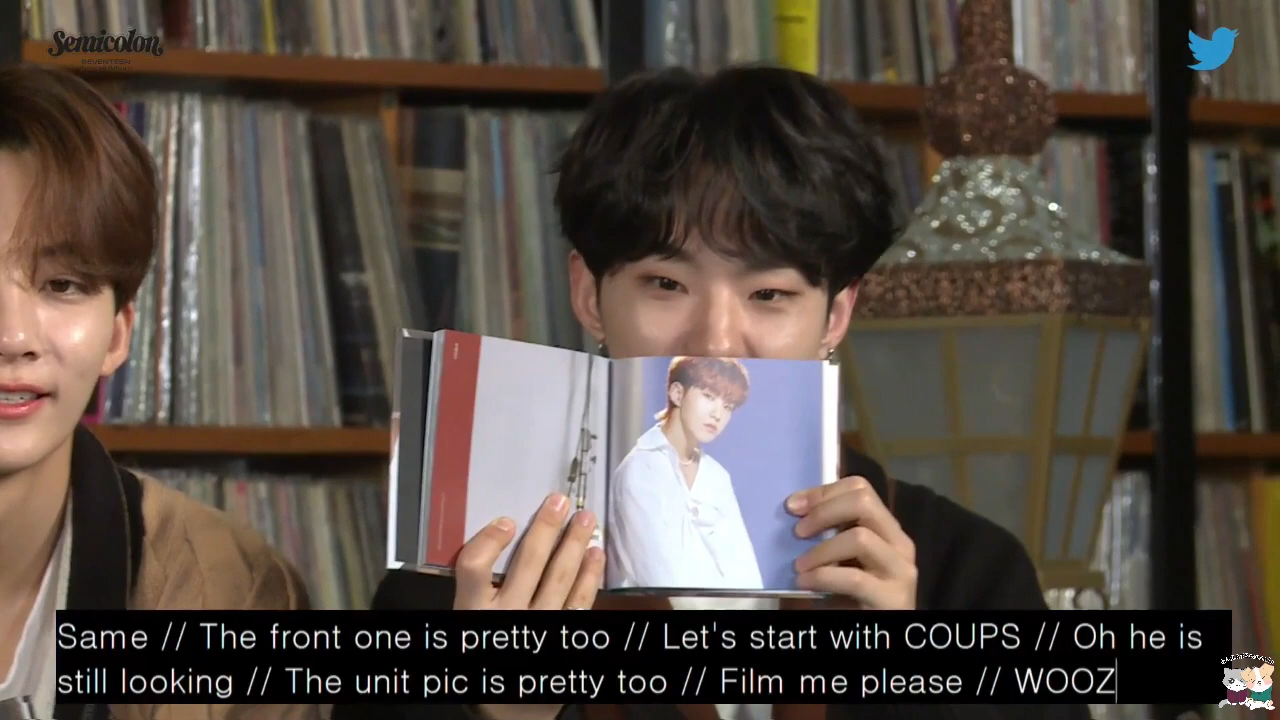 Semicolon
SEVENTEEN
Same // The front one is pretty too // Let's start with COUPS // Oh he is
still looking // The unit pic is pretty too // Film me please // WOOZ